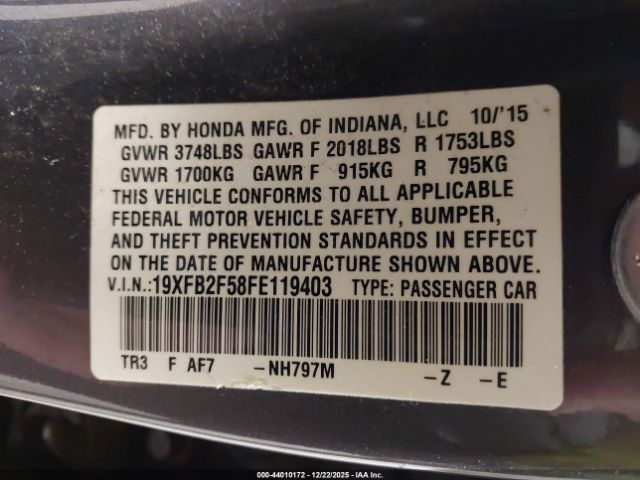 MFD. BY HONDA MFG. OF INDIANA, LLC 10/'15
GVWR 3748LBS GAWR F 2018LBS R 1753LBS
GVWR 1700KG GAWR F 915KG R 795KG
THIS VEHICLE CONFORMS TO ALL APPLICABLE
FEDERAL MOTOR VEHICLE SAFETY, BUMPER,
AND THEFT PREVENTION STANDARDS IN EFFECT
ON THE DATE OF MANUFACTURE SHOWN ABOVE.
V.I.N.:19XFB2F58FE119403 TYPE: PASSENGER CAR
TR3 F AF7 -NH797M -Z -E
000-44010172 - 12/22/2025 - IAA Inc.